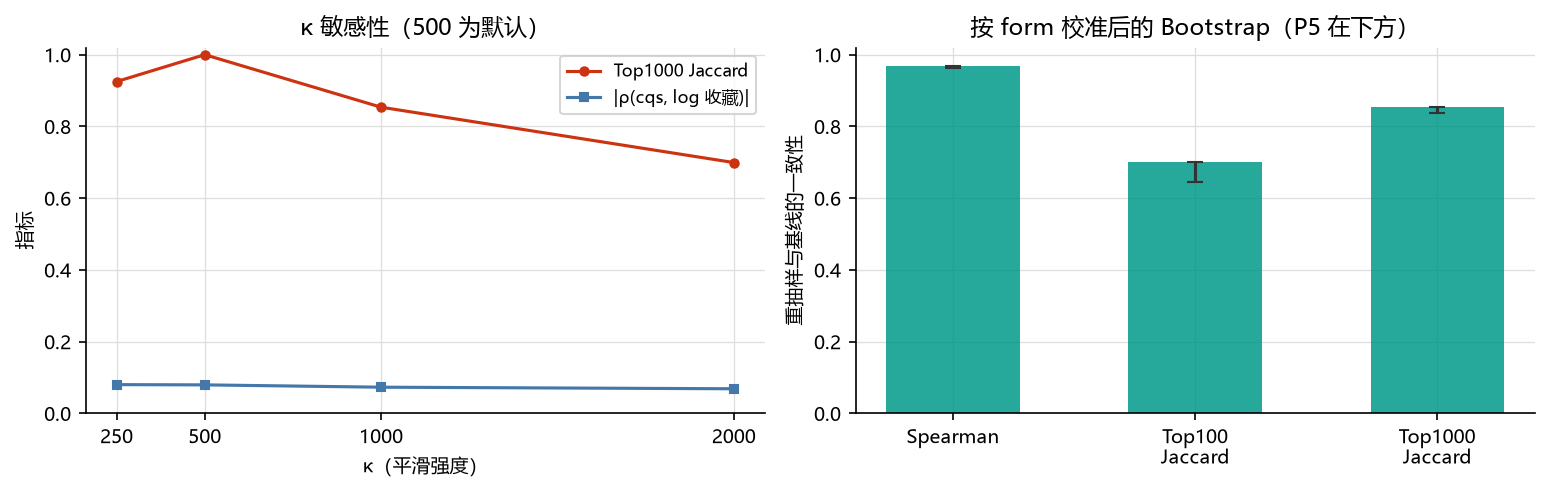 κ 敏感性（500 为默认）
1.0
0.8
0.6
0.4
0.2
0.0
指标
Top1000 Jaccard
|ρ(cqs, log 收藏)|
250
500
1000
2000
κ（平滑强度）
按 form 校准后的 Bootstrap（P5 在下方）
1.0
0.8
0.6
0.4
0.2
0.0
重抽样与基线的一致性
Spearman
Top100
Jaccard
Top1000
Jaccard